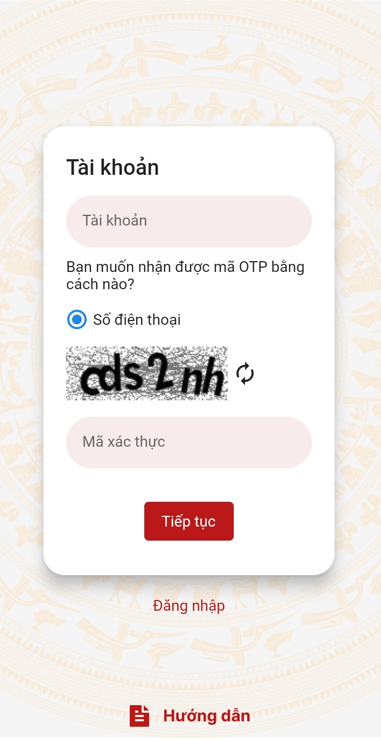 Tài khoản
Tài khoản
Bạn muốn nhận được mã OTP bằng
cách nào?
Số điện thoại
cds2nh
Mã xác thực
Tiếp tục
Đăng nhập
Hướng dẫn